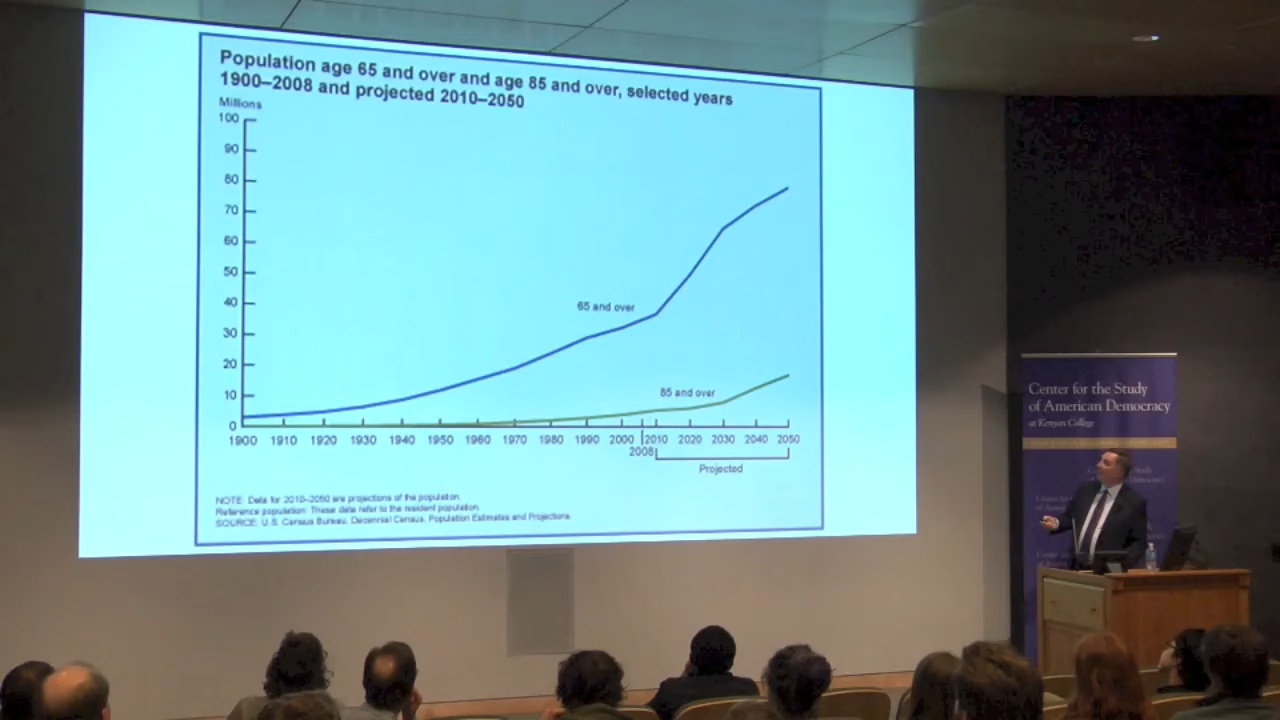 Population age 65 and over and age 85 and over, selected years
1900–2008 and projected 2010–2050
Millions
100
90
80
70
60
50
40
30
20
10
0
65 and over
85 and over
1900 1910 1920 1930 1940 1950 1960 1970 1980 1990 2000 2010 2020 2030 2040 2050
2008
Projected
NOTE: Data for 2010–2050 are projections of the population.
Reference population: These data refer to the resident population.
SOURCE: U.S. Census Bureau, Decennial Census, Population Estimates and Projections.
Center for the Study
of American Democracy
at Kenyon College